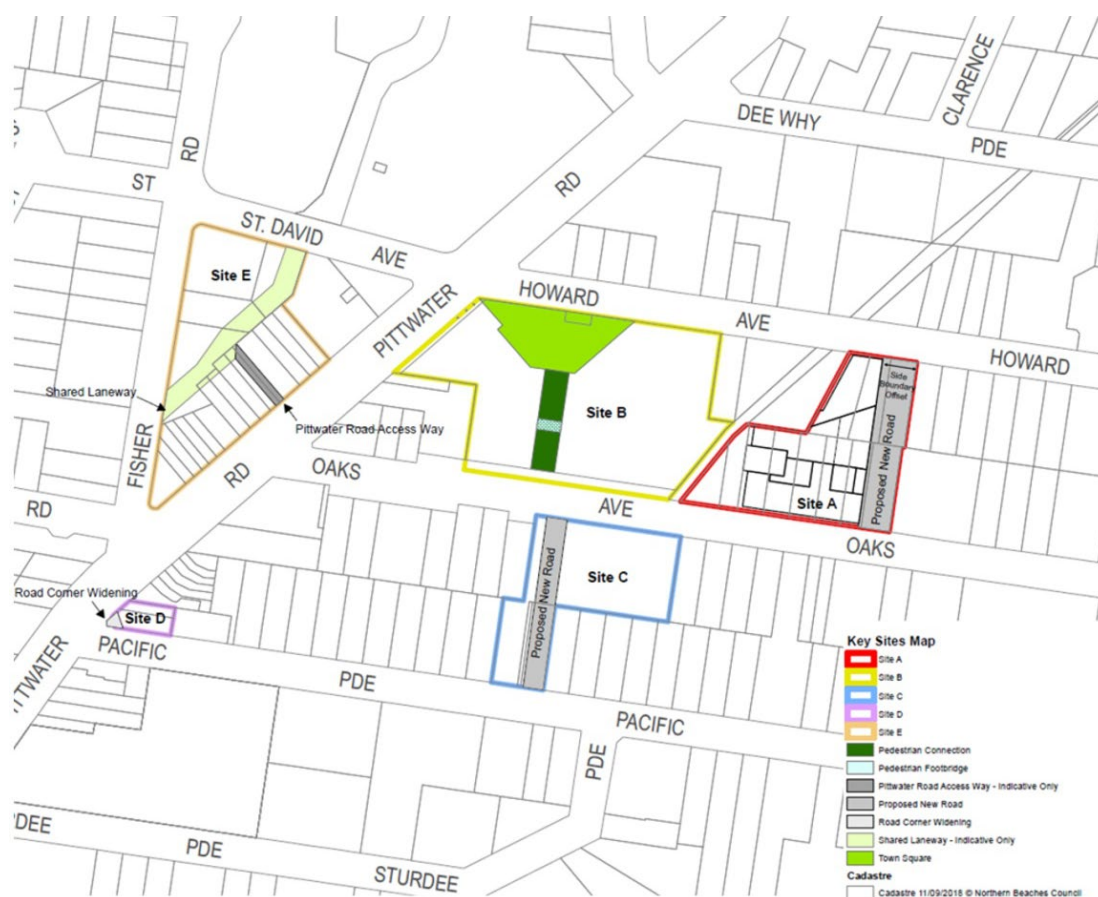 CLARENCE
DEE WHY
PDE
RD
ST
RD
ST. DAVID
AVE
Site E
PITTWATER
HOWARD
AVE
HOWARD
Side
Boundary
Offset
Shared Laneway
Site B
Pittwater Road Access Way
FISHER
RD
OAKS
AVE
Site A
Proposed New Road
OAKS
RD
Proposed New Road
Site C
Road Corner Widening
Site D
PACIFIC
PDE
PACIFIC
PDE
TTWATER
DEE
PDE
STURDEE
Key Sites Map
Site A
Site B
Site C
Site D
Site E
Pedestrian Connection
Pedestrian Footbridge
Pittwater Road Access Way - Indicative Only
Proposed New Road
Road Corner Widening
Shared Laneway - Indicative Only
Town Square
Cadastre
Cadastre 11/09/2018 © Northern Beaches Council